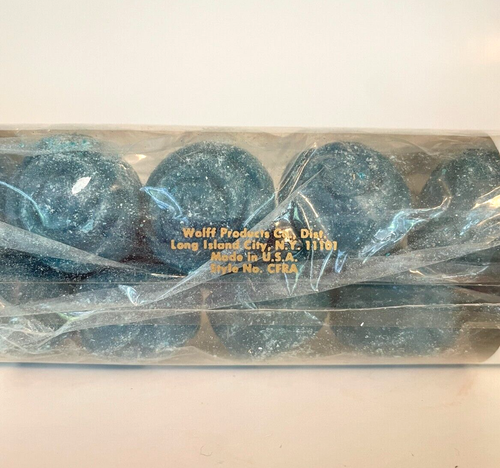 Wolff Products Co., Dist.
Long Island City, N.Y. 11101
Made in U.S.A.
Style No. CFRA